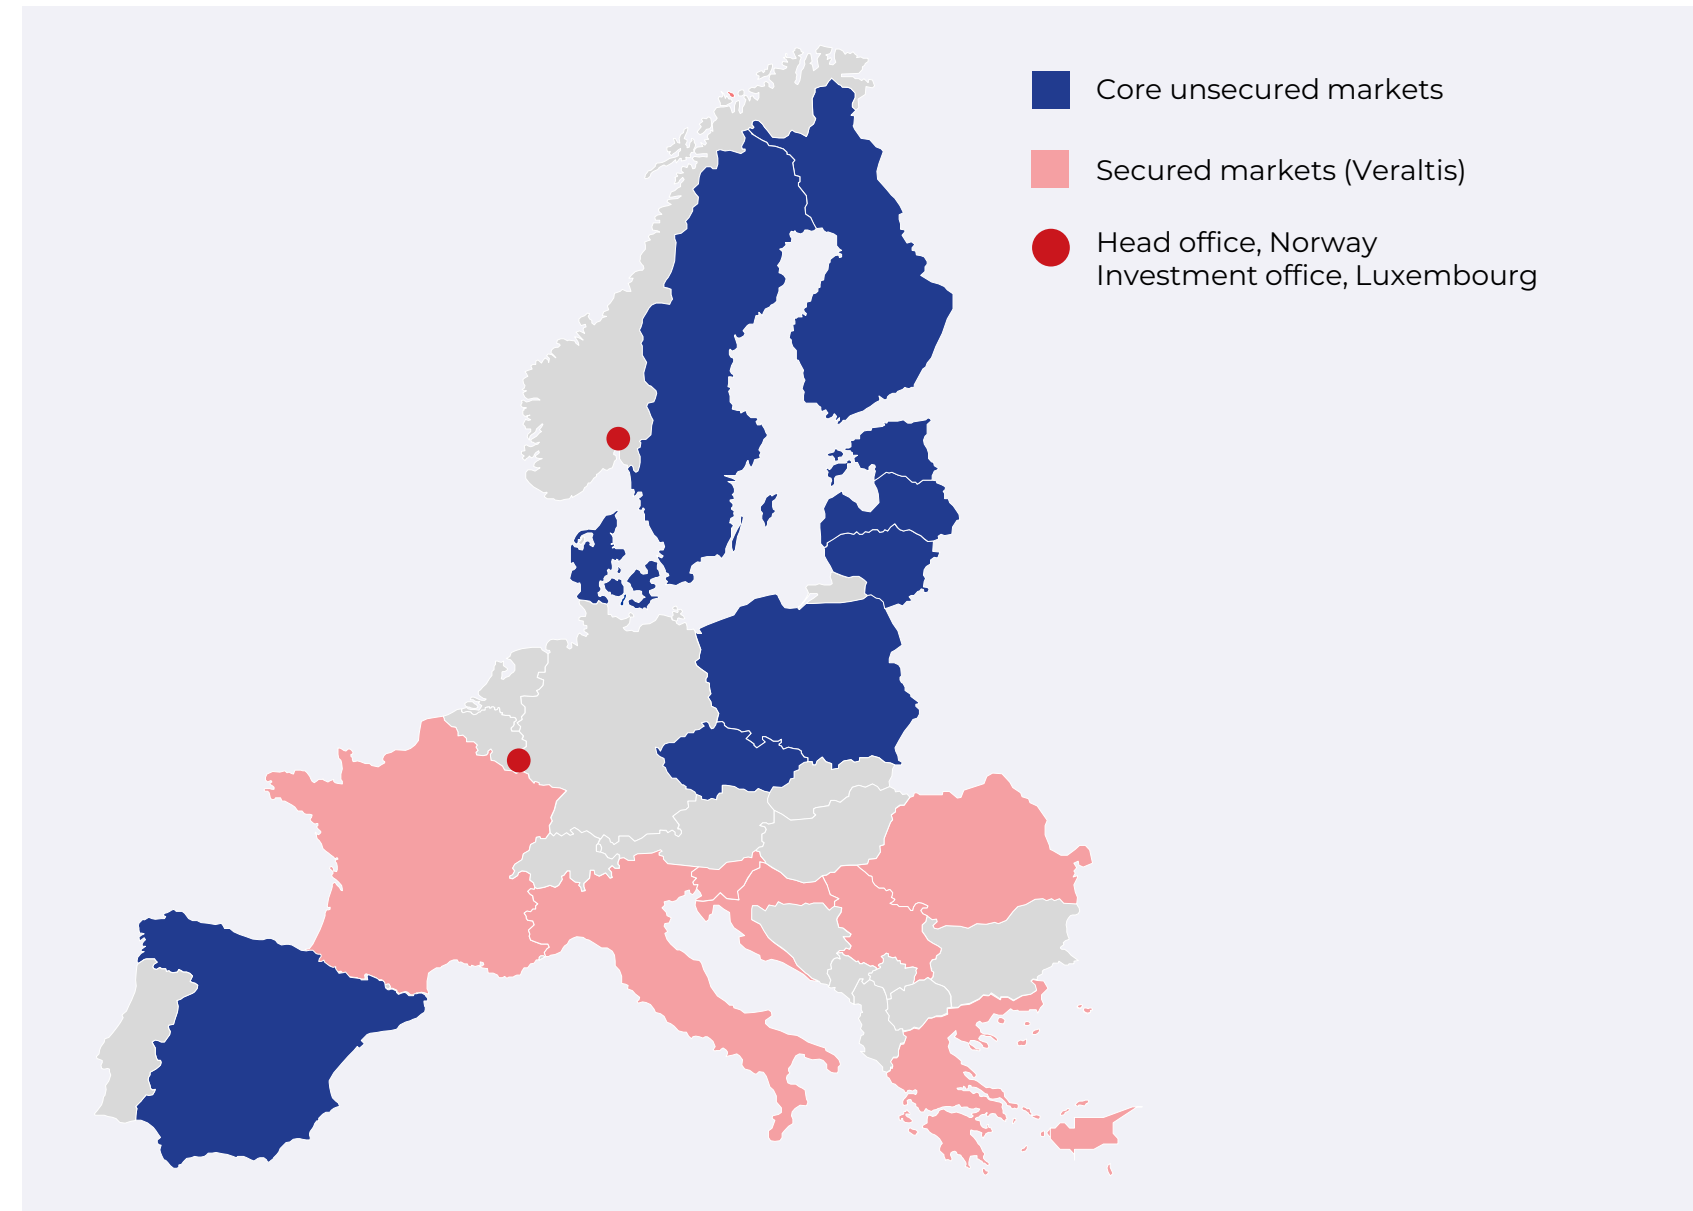 Core unsecured markets
Secured markets (Veraltis)
Head office, Norway
Investment office, Luxembourg